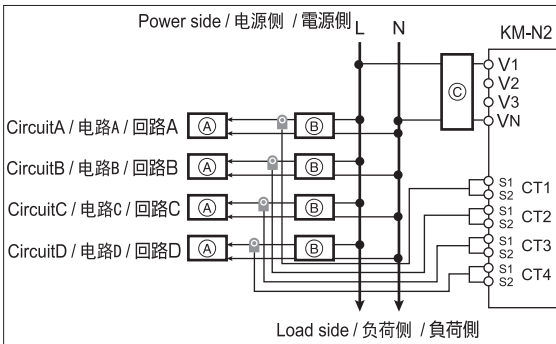 Power side / 电源侧 / 電源側
L N
KM-N2
V1
V2
V3
VN
Ⓒ
CircuitA / 电路A / 回路A Ⓐ Ⓑ
CircuitB / 电路B / 回路B Ⓐ Ⓑ
CircuitC / 电路C / 回路C Ⓐ Ⓑ
CircuitD / 电路D / 回路D Ⓐ Ⓑ
S1
S2 CT1
S1
S2 CT2
S1
S2 CT3
S1
S2 CT4
Load side / 负荷侧 / 負荷側